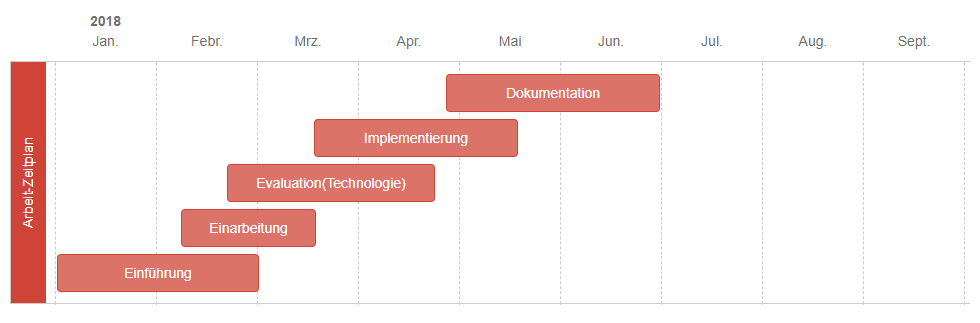 2018
Jan. Febr. Mrz. Apr. Mai Jun. Jul. Aug. Sept.
Arbeit-Zeitplan
Dokumentation
Implementierung
Evaluation(Technologie)
Einarbeitung
Einführung